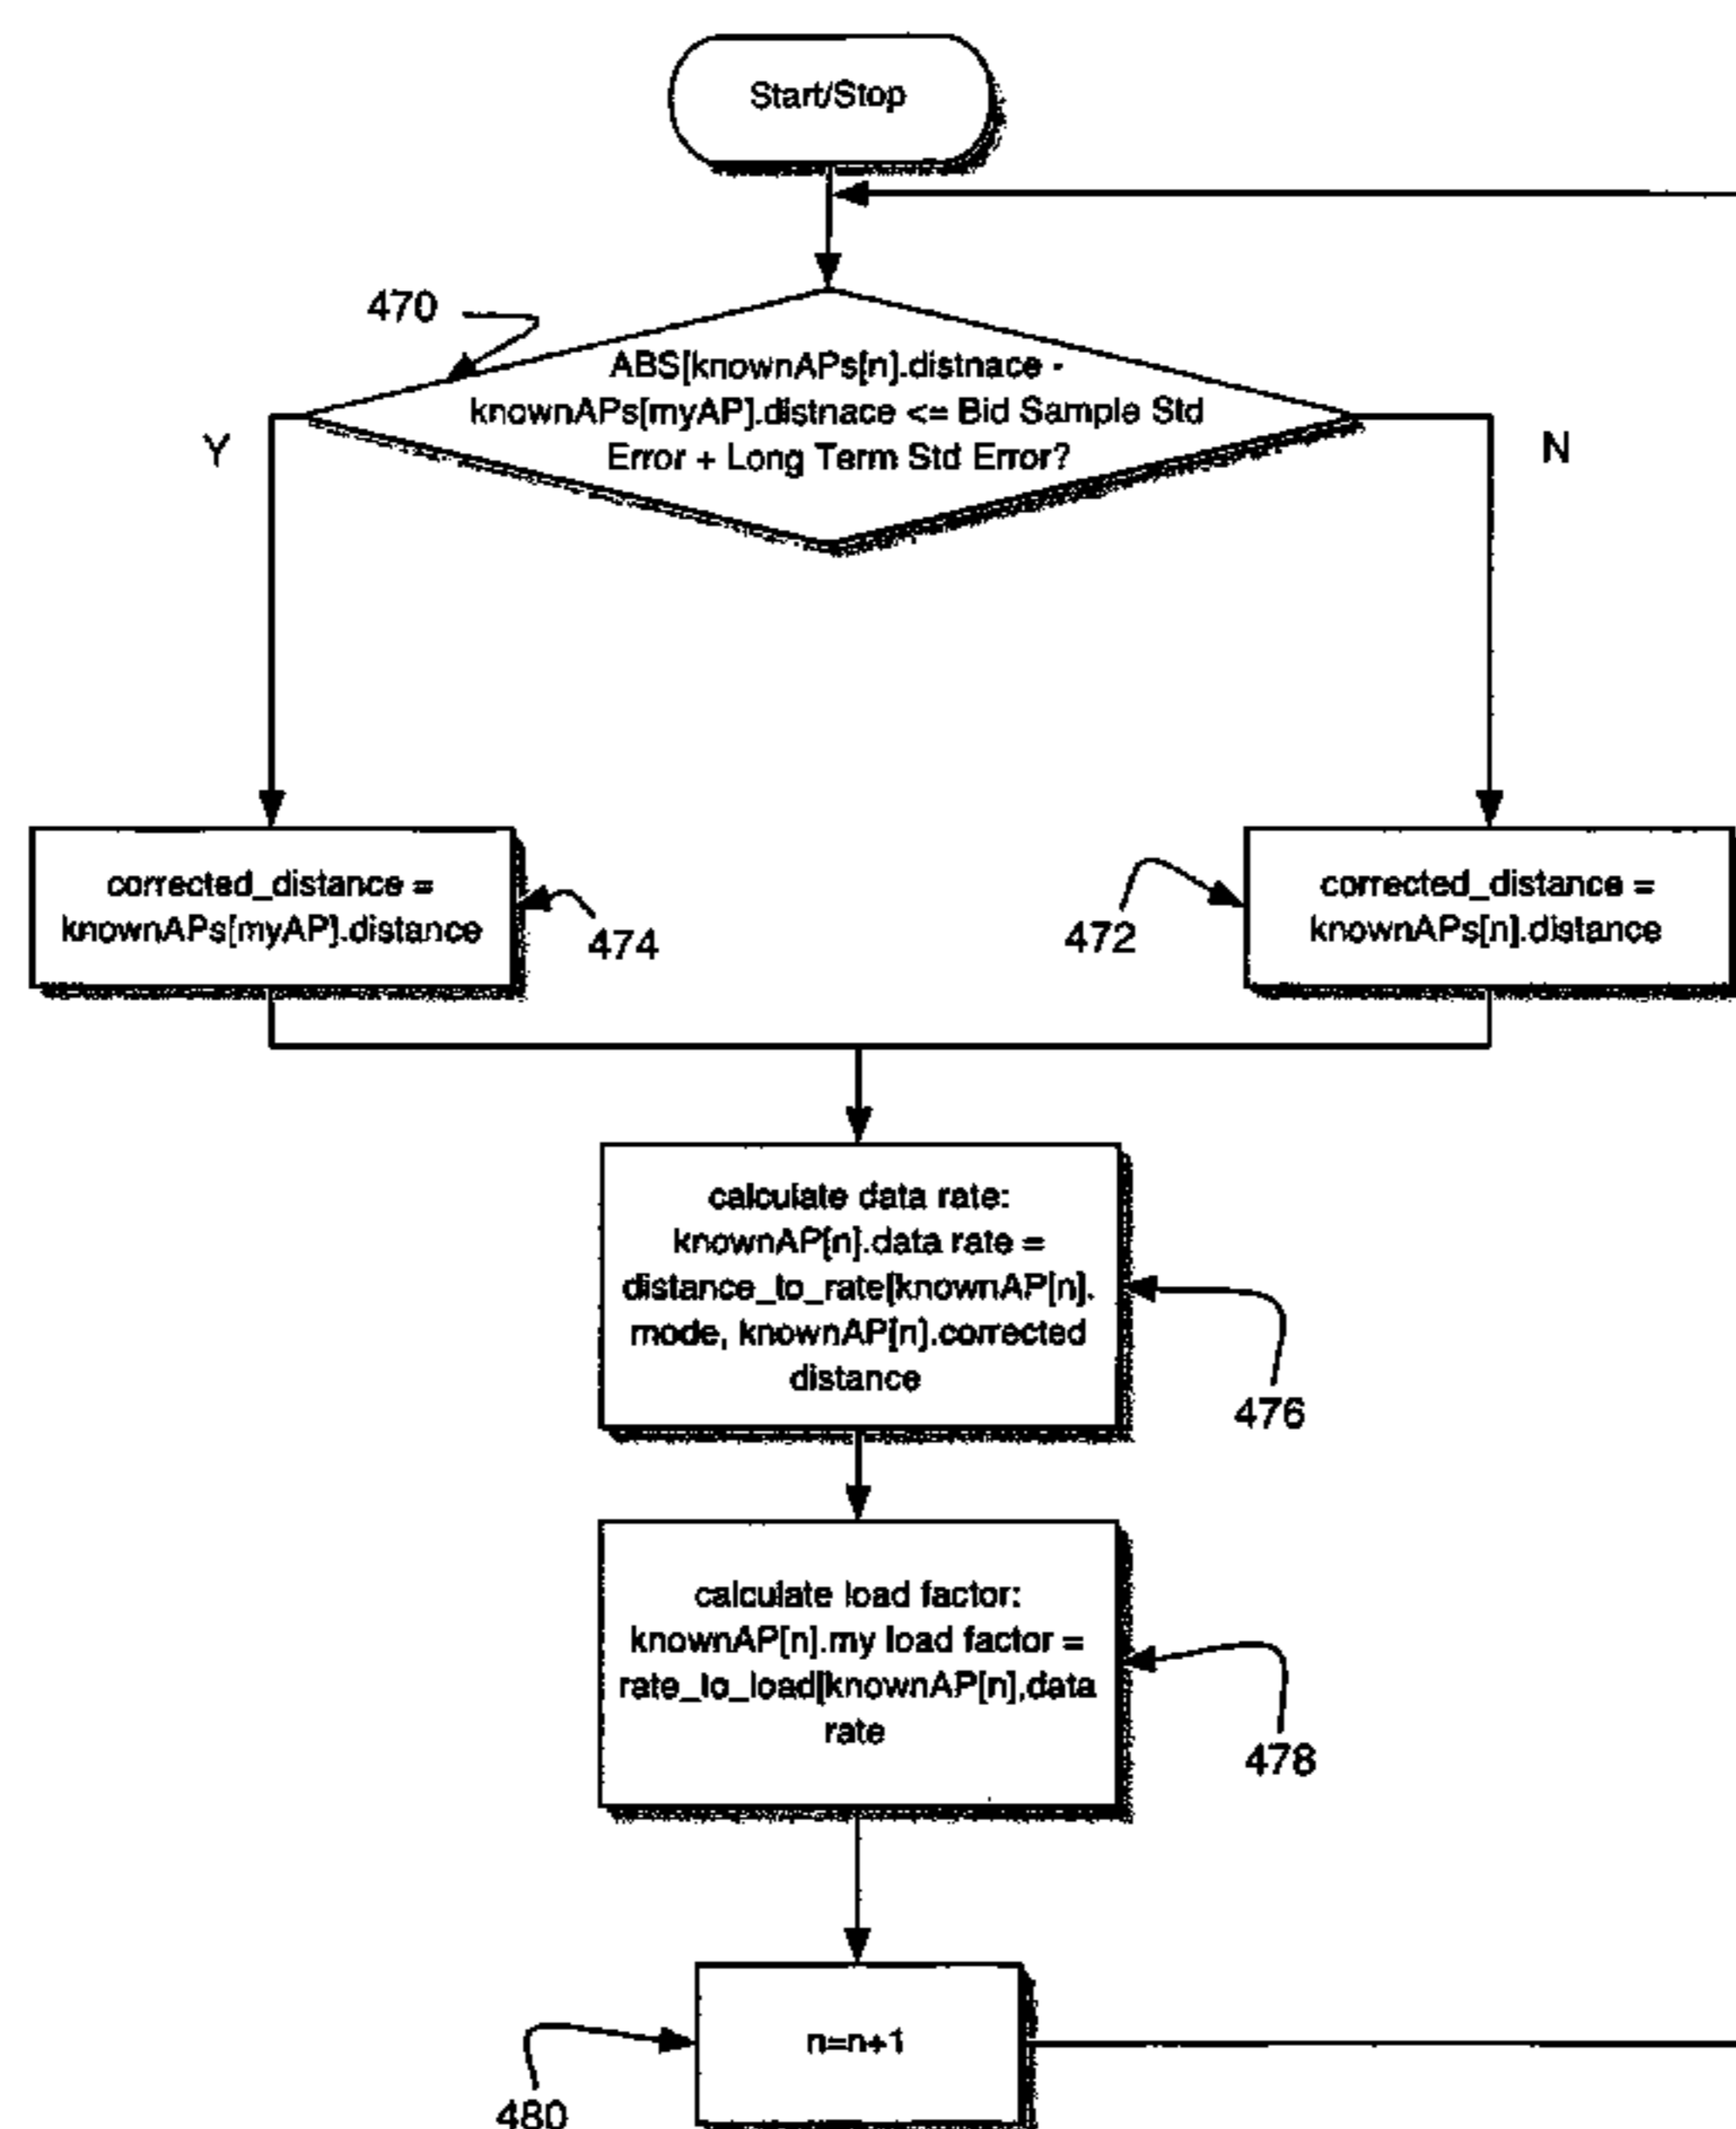 Start/Stop
470
ABS[knownAPs[n].distnace -
knownAPs[myAP].distnace <= Bid Sample Std
Error + Long Term Std Error?
Y
N
corrected_distance =
knownAPs[myAP].distance
474
472
corrected_distance =
knownAPs[n].distance
calculate data rate:
knownAP[n].data rate =
distance_to_rate[knownAP[n].
mode, knownAP[n].corrected
distance
476
calculate load factor:
knownAP[n].my load factor =
rate_to_load[knownAP[n],data
rate
478
n=n+1
480